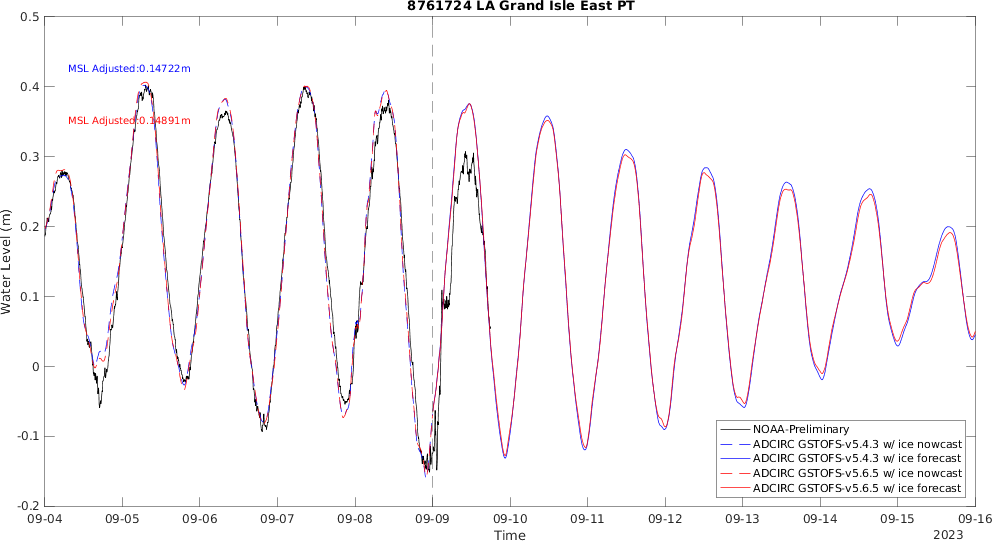 8761724 LA Grand Isle East PT
0.5
0.4
0.3
0.2
0.1
0
-0.1
-0.2
Water Level (m)
MSL Adjusted:0.14722m
MSL Adjusted:0.14891m
NOAA-Preliminary
ADCIRC GSTOFS-v5.4.3 w/ ice nowcast
ADCIRC GSTOFS-v5.4.3 w/ ice forecast
ADCIRC GSTOFS-v5.6.5 w/ ice nowcast
ADCIRC GSTOFS-v5.6.5 w/ ice forecast
09-04 09-05 09-06 09-07 09-08 09-09 09-10 09-11 09-12 09-13 09-14 09-15 09-16
Time
2023